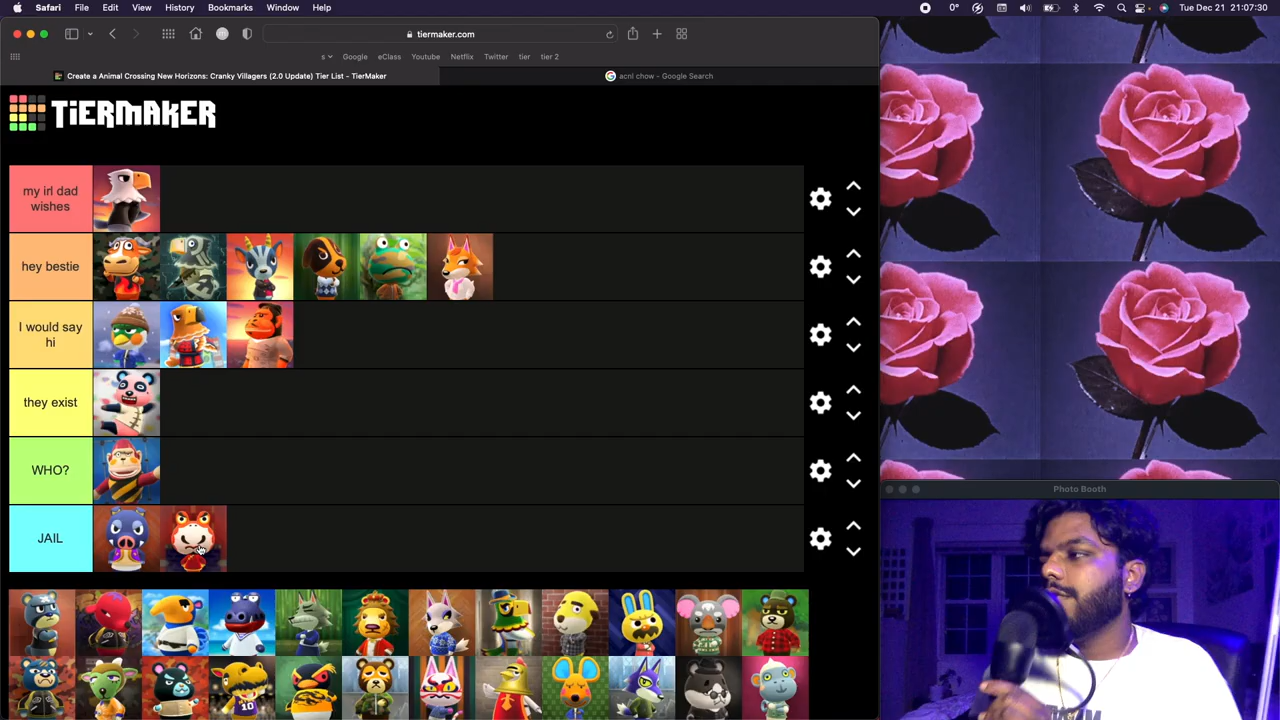 Safari File Edit View History Bookmarks Window Help
0° Tue Dec 21 21:07:30
tiermaker.com
s Google eClass Youtube Netflix Twitter tier tier 2
Create a Animal Crossing New Horizons: Cranky Villagers (2.0 Update) Tier List - TierMaker
acnl chow - Google Search
TiERMAKER
my irl dad
wishes
hey bestie
I would say
hi
they exist
WHO?
JAIL
10
Photo Booth